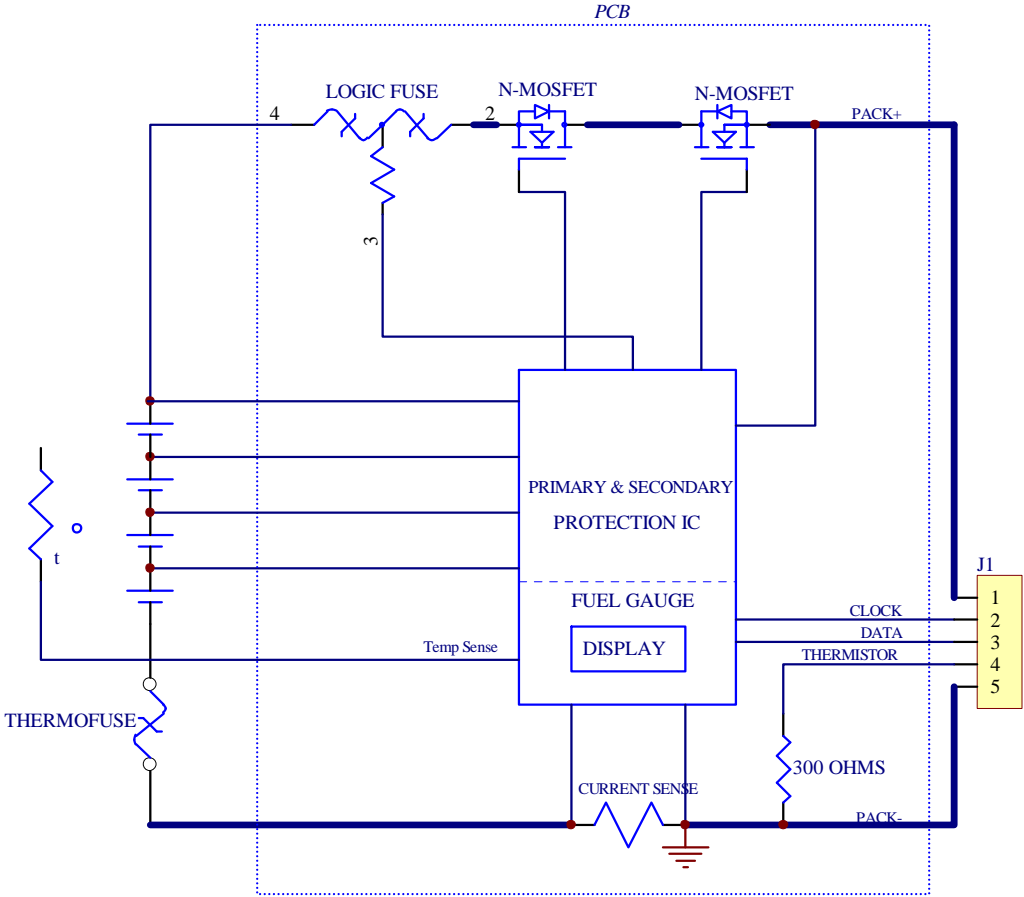 PCB
LOGIC FUSE
N-MOSFET
N-MOSFET
4
2
PACK+
3
PRIMARY & SECONDARY
PROTECTION IC
t
J1
FUEL GAUGE
1
CLOCK
2
DATA
3
Temp Sense
DISPLAY
THERMISTOR
4
5
THERMOFUSE
300 OHMS
CURRENT SENSE
PACK-